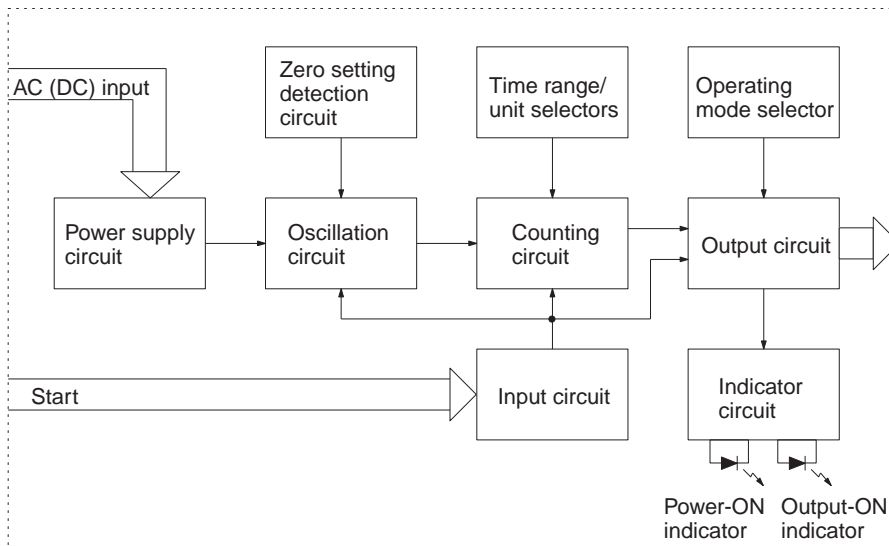 AC (DC) input
Zero setting
detection
circuit
Time range/
unit selectors
Operating
mode selector
Power supply
circuit
Oscillation
circuit
Counting
circuit
Output circuit
Start
Input circuit
Indicator
circuit
Power-ON
indicator
Output-ON
indicator